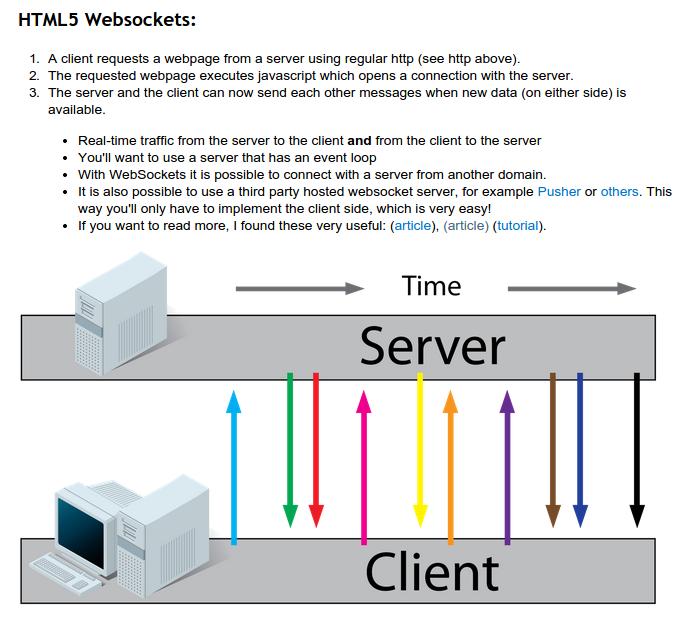 HTML5 Websockets:
1. A client requests a webpage from a server using regular http (see http above).
2. The requested webpage executes javascript which opens a connection with the server.
3. The server and the client can now send each other messages when new data (on either side) is
available.
• Real-time traffic from the server to the client and from the client to the server
• You'll want to use a server that has an event loop
• With WebSockets it is possible to connect with a server from another domain.
• It is also possible to use a third party hosted websocket server, for example Pusher or others. This
way you'll only have to implement the client side, which is very easy!
• If you want to read more, I found these very useful: (article), (article) (tutorial).
Time
Server
Client